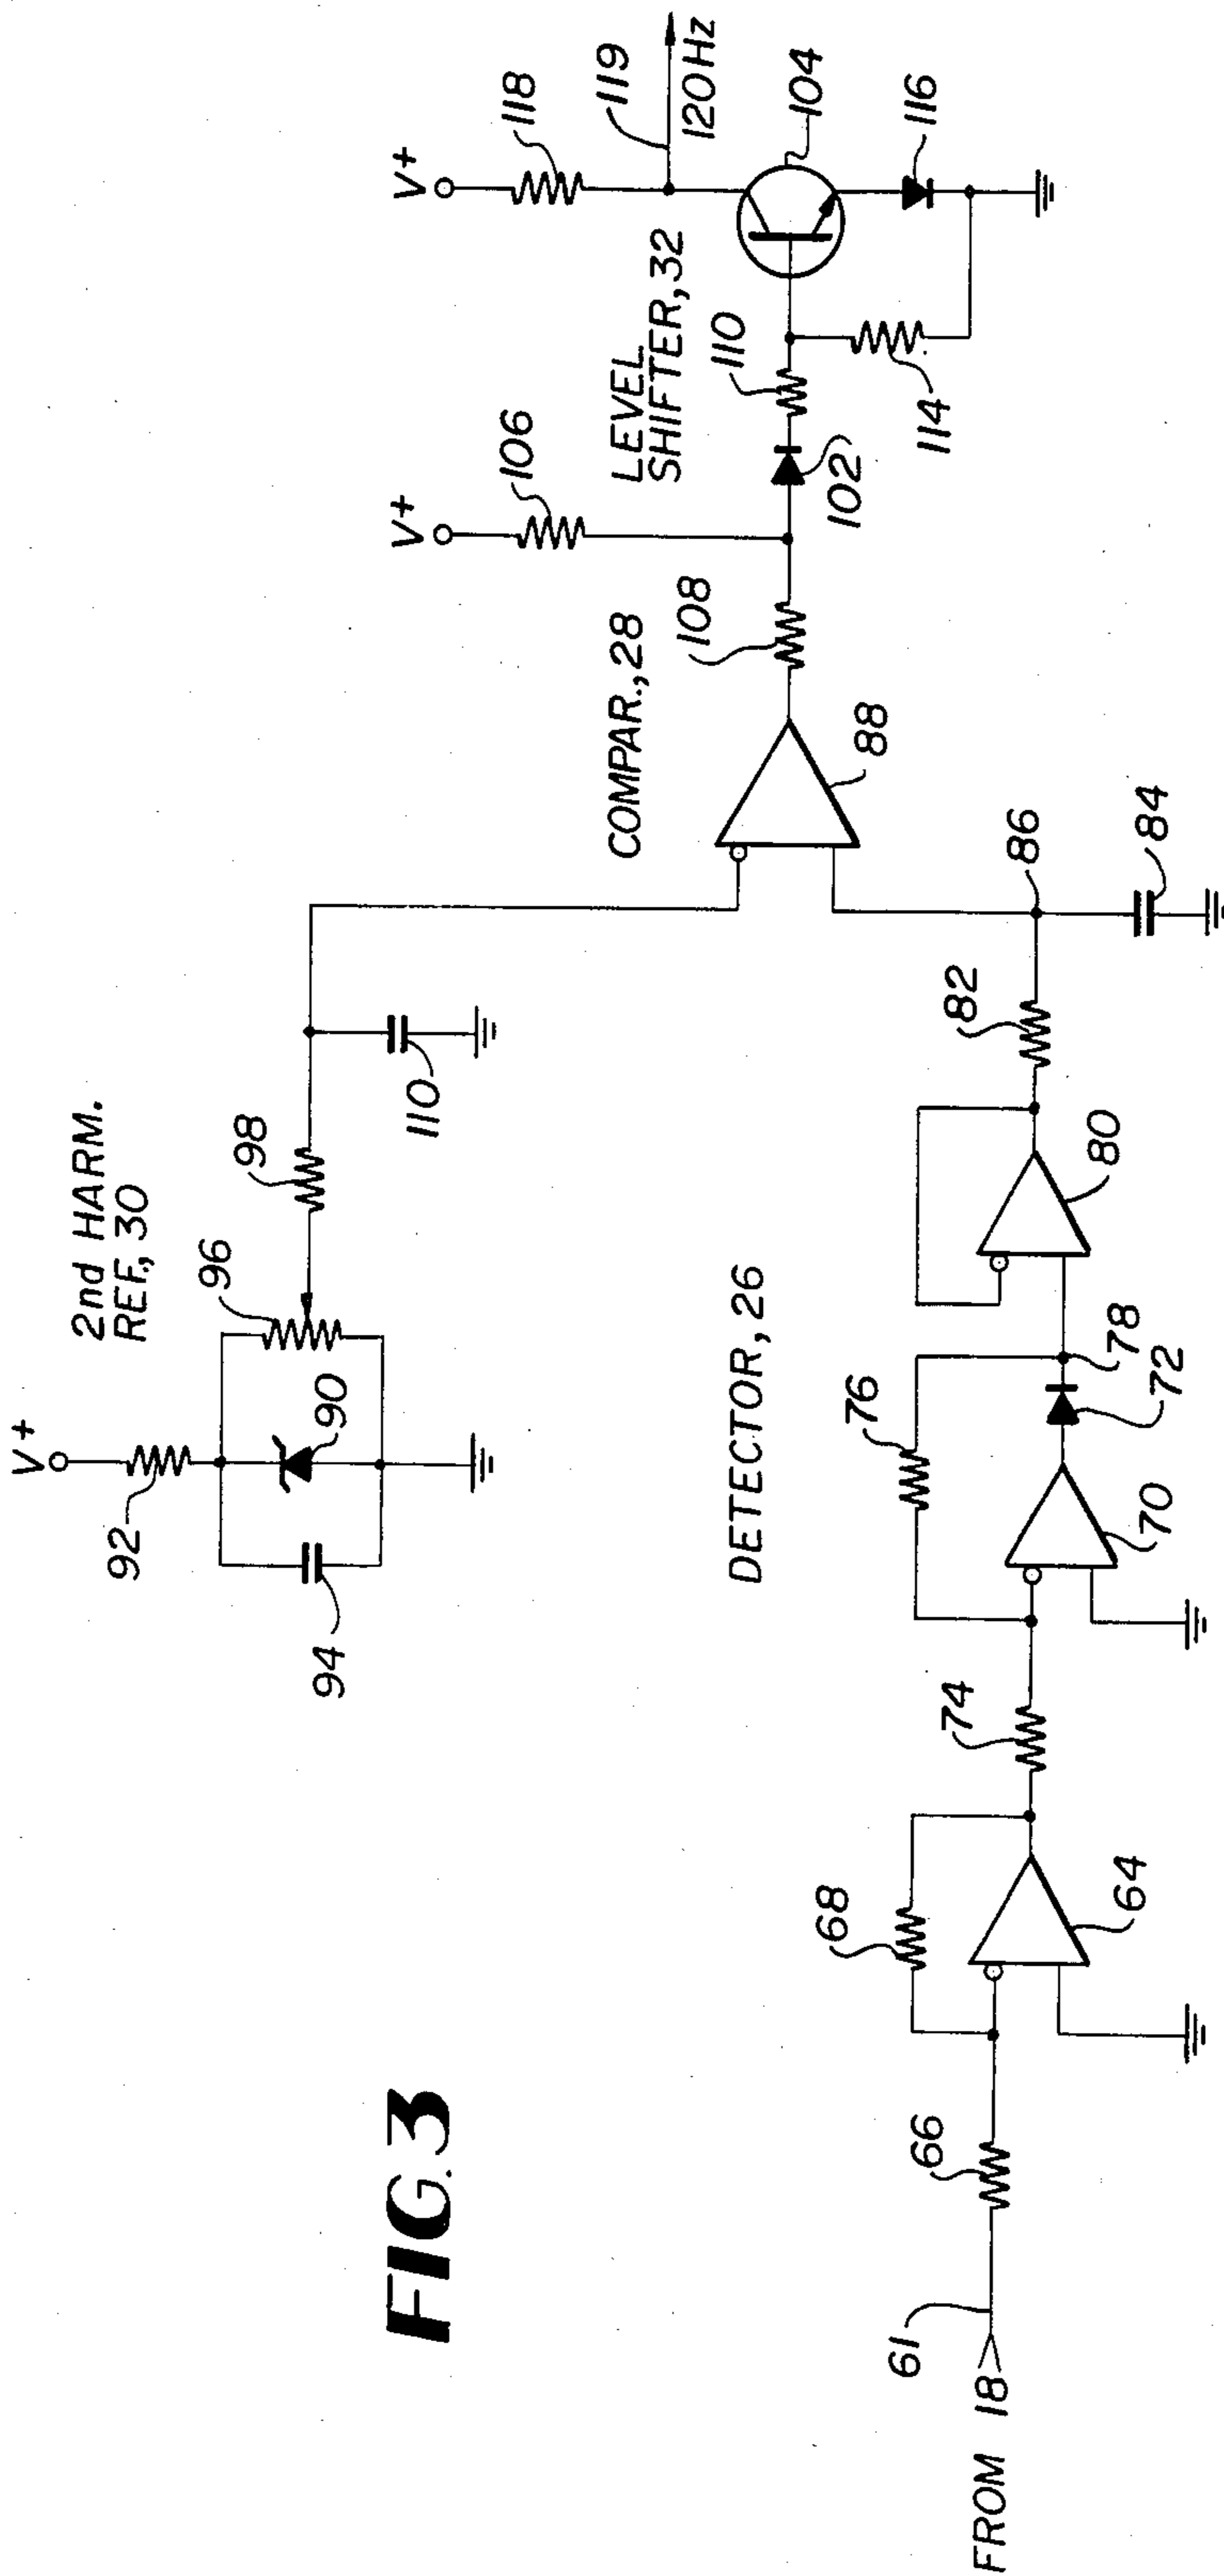 FIG. 3
2nd HARM.
REF., 30
V+
92
94
90
96
98
110
COMPAR., 28
88
108
V+
106
LEVEL
SHIFTER, 32
102
110
114
V+
118
119
120 Hz
104
116
DETECTOR, 26
FROM 18
61
66
68
64
74
76
70
72
78
80
82
86
84